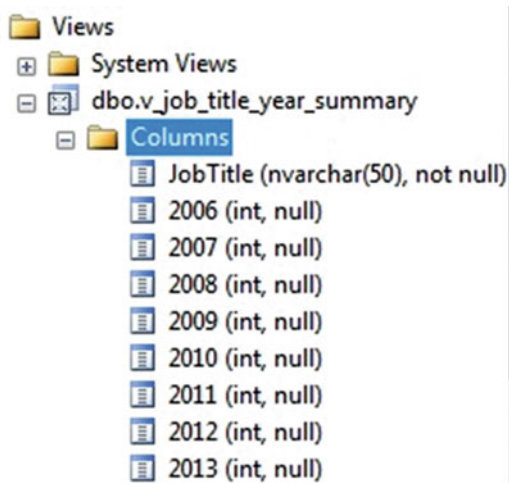 Views
System Views
dbo.v_job_title_year_summary
Columns
JobTitle (nvarchar(50), not null)
2006 (int, null)
2007 (int, null)
2008 (int, null)
2009 (int, null)
2010 (int, null)
2011 (int, null)
2012 (int, null)
2013 (int, null)